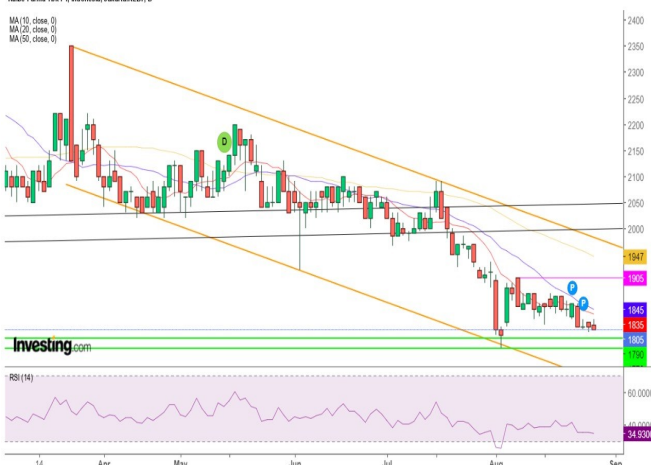 MA (10, close, 0)
MA (20, close, 0)
MA (50, close, 0)
2400
2350
2300
2250
2200
2150
2100
2050
2000
1947
1905
1845
1835
1805
1790
D
P
P
Investing.com
RSI (14)
60.0000
34.9300
14
Apr
May
Jun
Jul
Aug
Sep